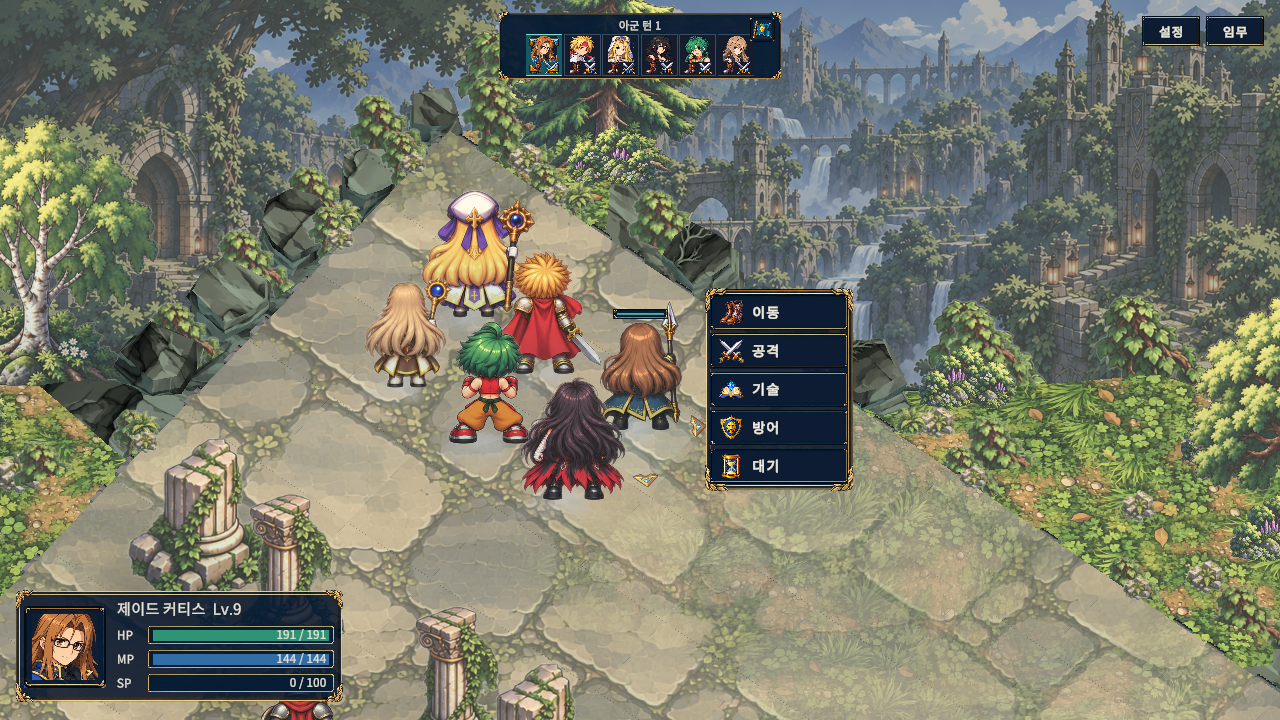 아군 턴 1
설정
임무
이동
공격
기술
방어
대기
제이드 커티스 Lv.9
HP 191 / 191
MP 144 / 144
SP 0 / 100